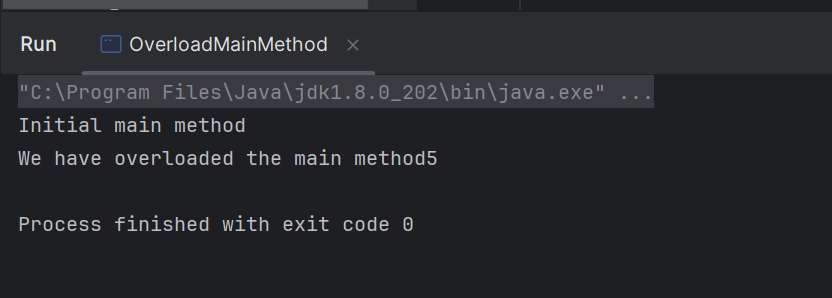 Run OverloadMainMethod ×
"C:\Program Files\Java\jdk1.8.0_202\bin\java.exe" ...
Initial main method
We have overloaded the main method5
Process finished with exit code 0